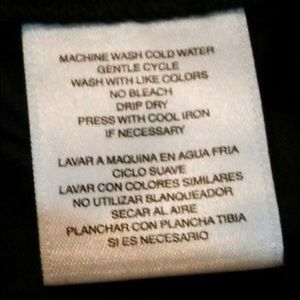 MACHINE WASH COLD WATER
GENTLE CYCLE
WASH WITH LIKE COLORS
NO BLEACH
DRIP DRY
PRESS WITH COOL IRON
IF NECESSARY
LAVAR A MAQUINA EN AGUA FRIA
CICLO SUAVE
LAVAR CON COLORES SIMILARES
NO UTILIZAR BLANQUEADOR
SECAR AL AIRE
PLANCHAR CON PLANCHA TIBIA
SI ES NECESARIO